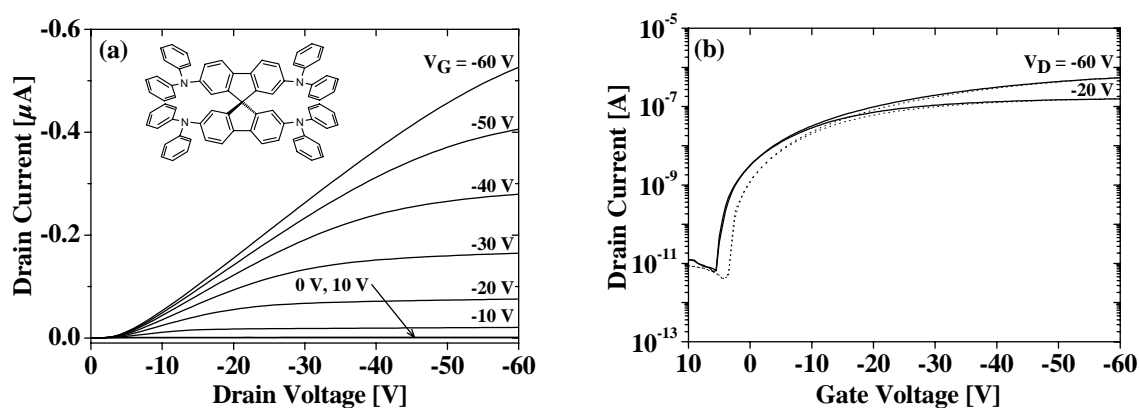 (a)
-0.6
-0.4
-0.2
0.0
Drain Current [µA]
0
-10
-20
-30
-40
-50
-60
Drain Voltage [V]
N
N
N
N
V_G = -60 V
-50 V
-40 V
-30 V
-20 V
-10 V
0 V, 10 V
(b)
10^-5
10^-7
10^-9
10^-11
10^-13
Drain Current [A]
10
0
-10
-20
-30
-40
-50
-60
Gate Voltage [V]
V_D = -60 V
-20 V